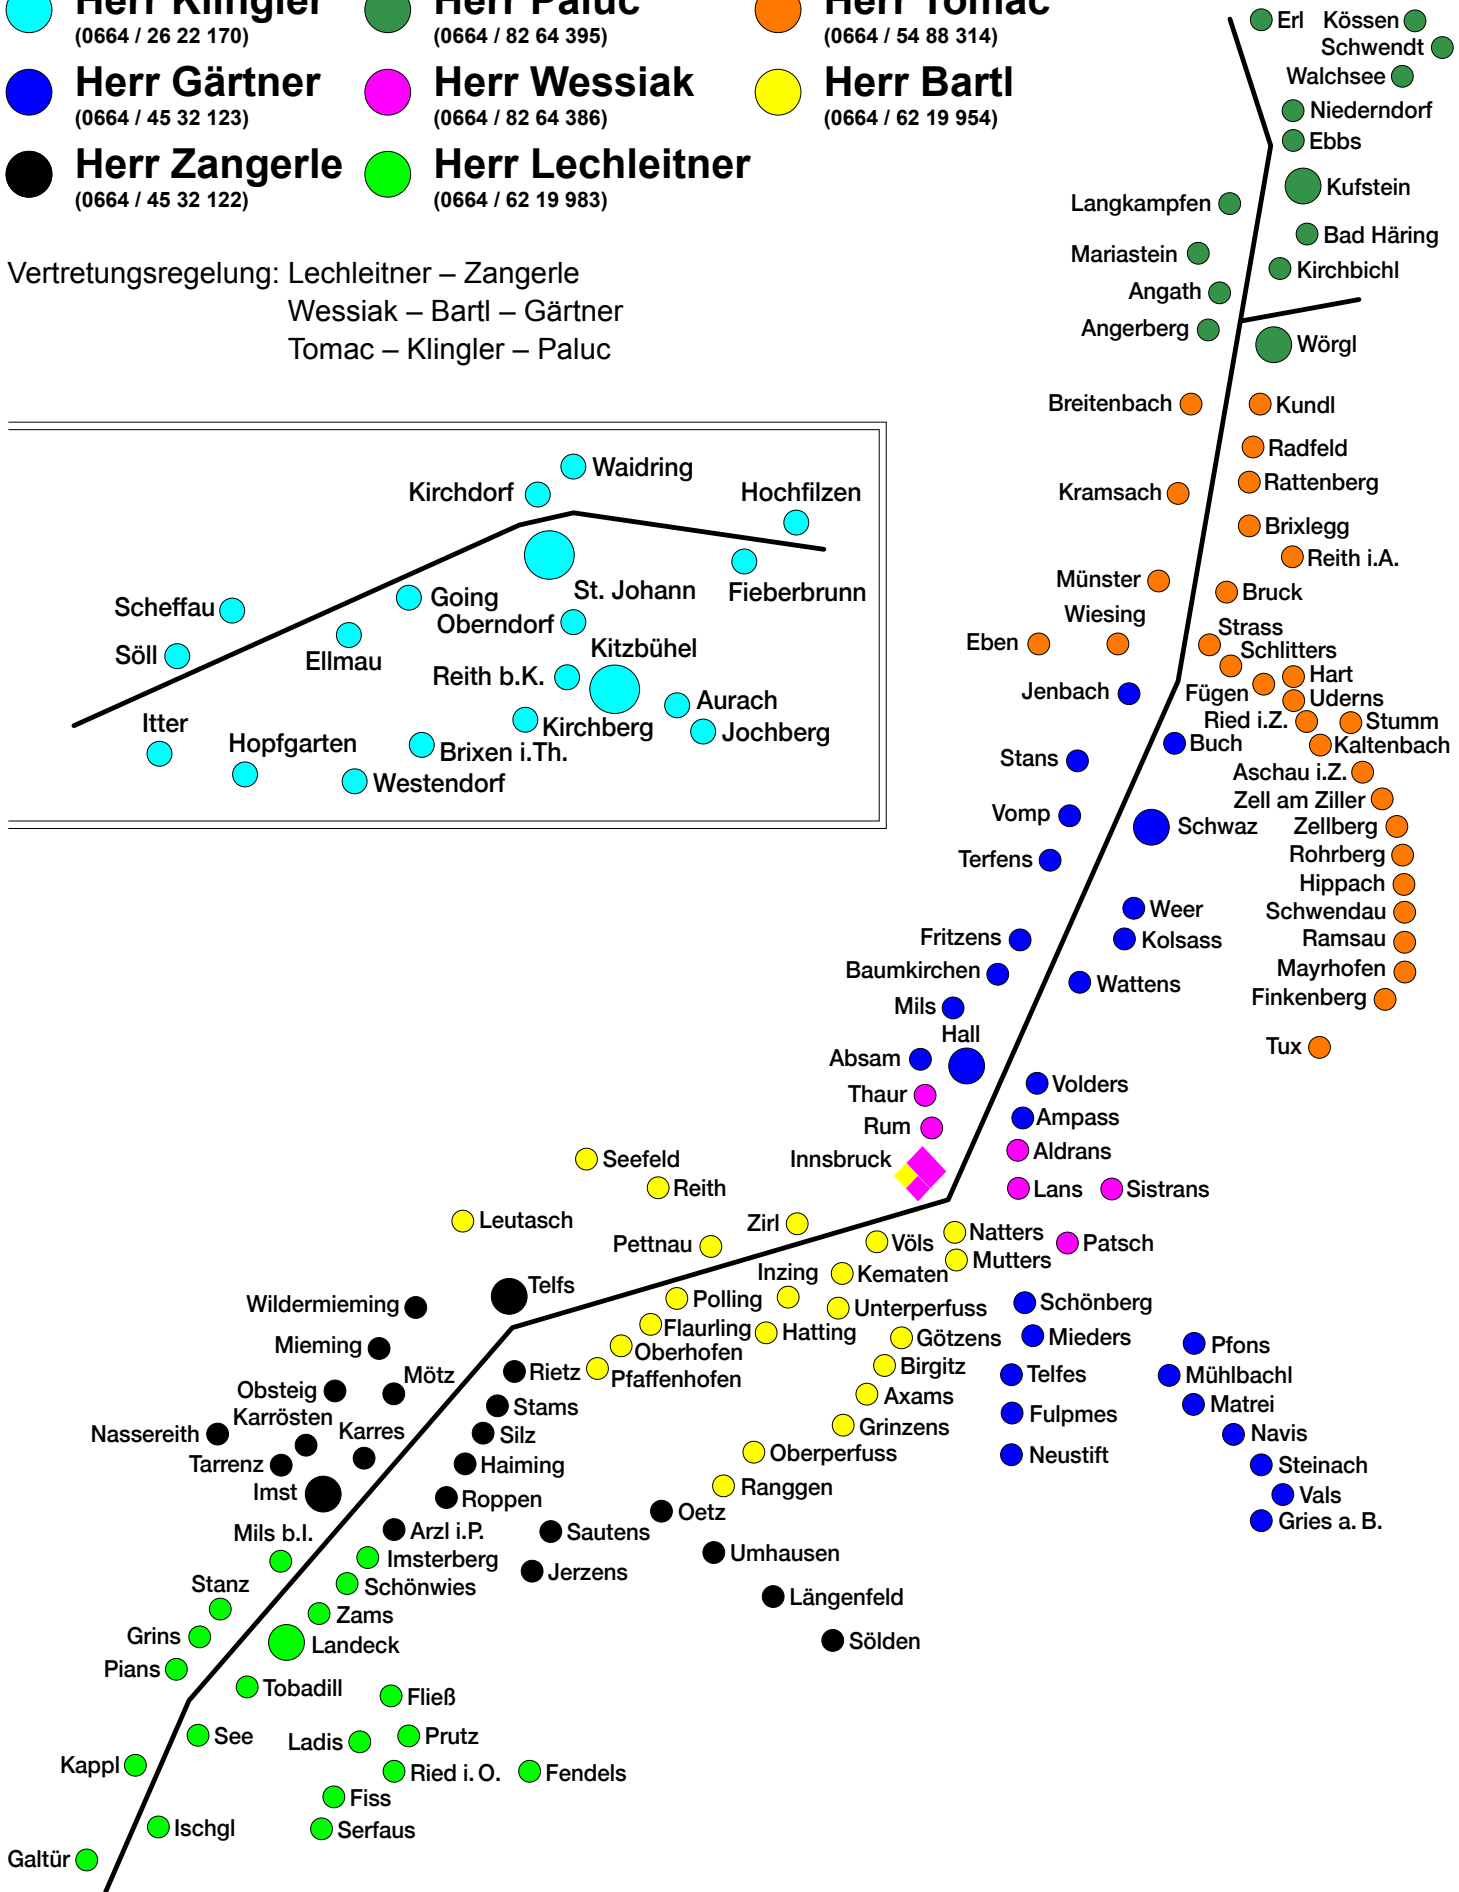 Herr Klingler
(0664 / 26 22 170)
Herr Paluc
(0664 / 82 64 395)
Herr Tomac
(0664 / 54 88 314)
Herr Gärtner
(0664 / 45 32 123)
Herr Wessiak
(0664 / 82 64 386)
Herr Bartl
(0664 / 62 19 954)
Herr Zangerle
(0664 / 45 32 122)
Herr Lechleitner
(0664 / 62 19 983)
Vertretungsregelung: Lechleitner – Zangerle
Wessiak – Bartl – Gärtner
Tomac – Klingler – Paluc
Waidring
Kirchdorf
Hochfilzen
St. Johann
Fieberbrunn
Going
Scheffau
Oberndorf
Kitzbühel
Söll
Ellmau
Reith b.K.
Aurach
Itter
Kirchberg
Jochberg
Hopfgarten
Brixen i.Th.
Westendorf
Erl
Kössen
Schwendt
Walchsee
Niederndorf
Ebbs
Kufstein
Langkampfen
Bad Häring
Mariastein
Kirchbichl
Angath
Angerberg
Wörgl
Breitenbach
Kundl
Radfeld
Rattenberg
Kramsach
Brixlegg
Reith i.A.
Münster
Bruck
Wiesing
Strass
Eben
Schlitters
Hart
Jenbach
Fügen
Uderns
Ried i.Z.
Stumm
Buch
Kaltenbach
Stans
Aschau i.Z.
Zell am Ziller
Vomp
Schwaz
Zellberg
Terfens
Rohrberg
Hippach
Weer
Schwendau
Fritzens
Kolsass
Ramsau
Baumkirchen
Mayrhofen
Wattens
Finkenberg
Mils
Hall
Tux
Absam
Volders
Thaur
Ampass
Rum
Aldrans
Innsbruck
Seefeld
Reith
Lans
Sistrans
Leutasch
Zirl
Natters
Pettnau
Völs
Patsch
Mutters
Inzing
Kematen
Telfs
Polling
Wildermieming
Unterperfuss
Schönberg
Flaurling
Hatting
Götzens
Mieders
Mieming
Pfons
Oberhofen
Birgitz
Rietz
Mötz
Pfaffenhofen
Telfes
Mühlbachl
Obsteig
Axams
Matrei
Stams
Karrösten
Fulpmes
Karres
Grinzens
Nassereith
Silz
Navis
Oberperfuss
Neustift
Tarrenz
Haiming
Steinach
Imst
Ranggen
Vals
Roppen
Oetz
Gries a. B.
Mils b.I.
Arzl i.P.
Sautens
Imsterberg
Umhausen
Jerzens
Stanz
Schönwies
Längenfeld
Zams
Grins
Landeck
Sölden
Pians
Tobadill
Fließ
See
Ladis
Prutz
Kappl
Ried i. O.
Fendels
Fiss
Ischgl
Serfaus
Galtür